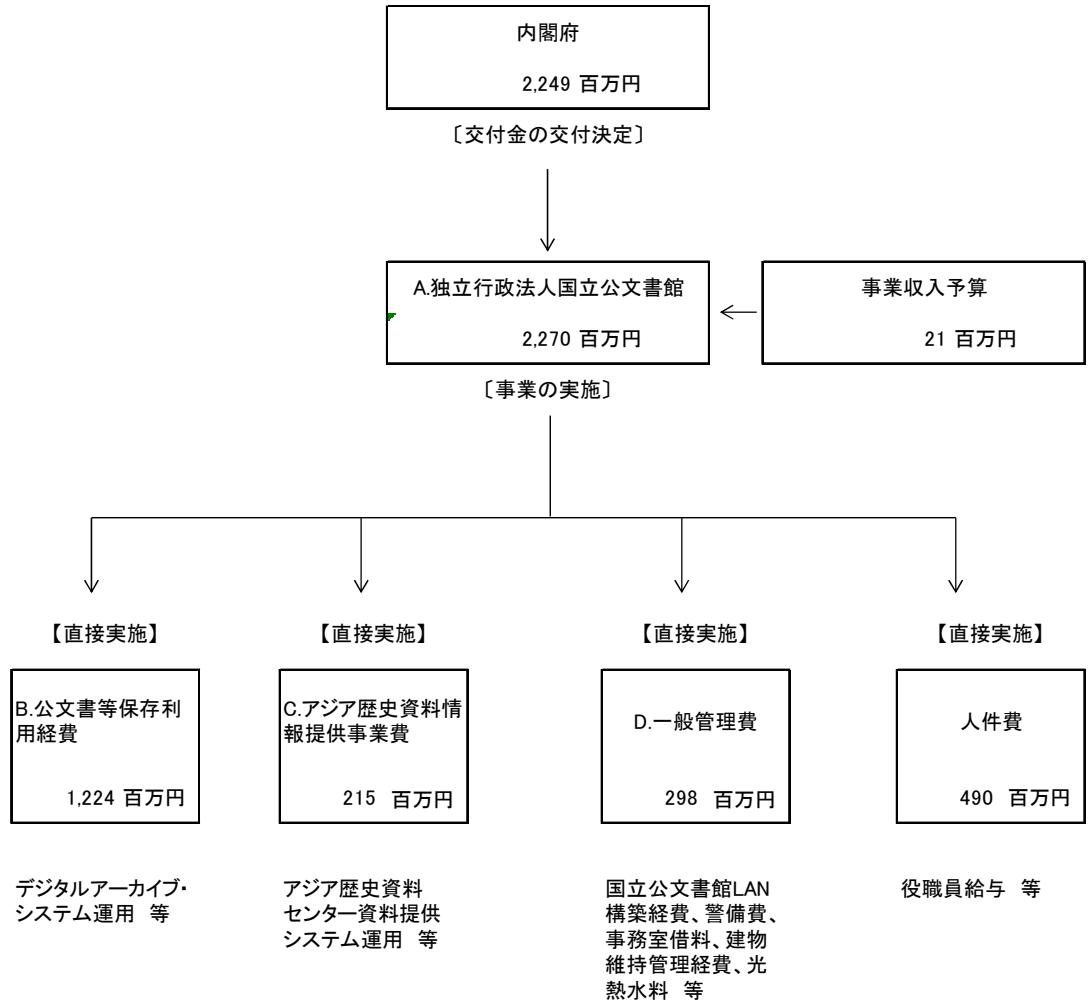 内閣府
2,249 百万円
〔交付金の交付決定〕
A.独立行政法人国立公文書館
2,270 百万円
事業収入予算
21 百万円
〔事業の実施〕
【直接実施】
B.公文書等保存利
用経費
1,224 百万円
デジタルアーカイブ・
システム運用　等
【直接実施】
C.アジア歴史資料情
報提供事業費
215　百万円
アジア歴史資料
センター資料提供
システム運用　等
【直接実施】
D.一般管理費
298　百万円
国立公文書館LAN
構築経費、警備費、
事務室借料、建物
維持管理経費、光
熱水料　等
【直接実施】
人件費
490　百万円
役職員給与　等